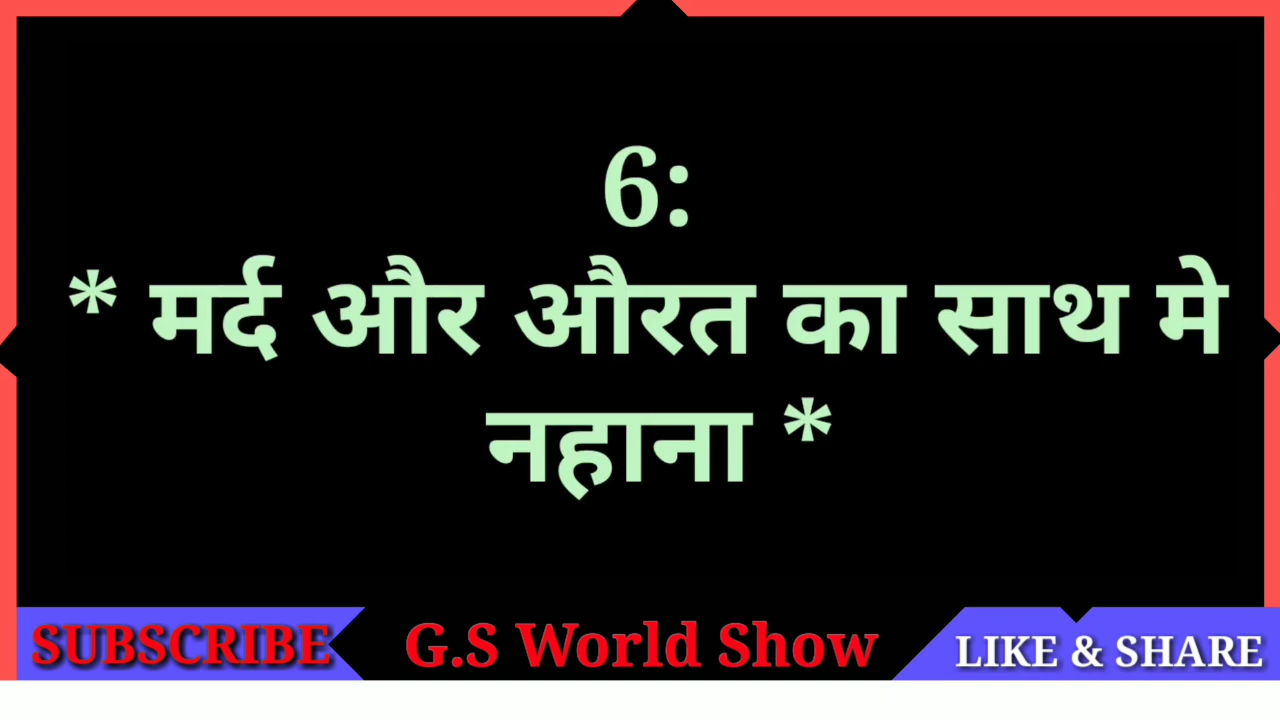 6:
* मर्द और औरत का साथ मे
नहाना *
SUBSCRIBE
G.S World Show
LIKE & SHARE